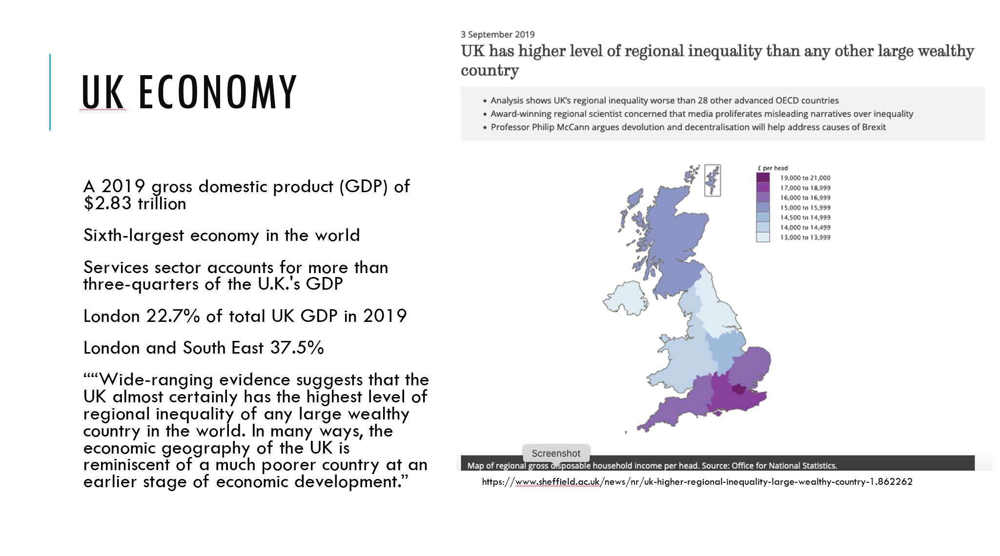 UK ECONOMY
A 2019 gross domestic product (GDP) of
$2.83 trillion
Sixth-largest economy in the world
Services sector accounts for more than
three-quarters of the U.K.'s GDP
London 22.7% of total UK GDP in 2019
London and South East 37.5%
““Wide-ranging evidence suggests that the
UK almost certainly has the highest level of
regional inequality of any large wealthy
country in the world. In many ways, the
economic geography of the UK is
reminiscent of a much poorer country at an
earlier stage of economic development.”
3 September 2019
UK has higher level of regional inequality than any other large wealthy
country
• Analysis shows UK's regional inequality worse than 28 other advanced OECD countries
• Award-winning regional scientist concerned that media proliferates misleading narratives over inequality
• Professor Philip McCann argues devolution and decentralisation will help address causes of Brexit
£ per head
19,000 to 21,000
17,000 to 18,999
16,000 to 16,999
15,000 to 15,999
14,500 to 14,999
14,000 to 14,499
13,000 to 13,999
Screenshot
Map of regional gross disposable household income per head. Source: Office for National Statistics.
https://www.sheffield.ac.uk/news/nr/uk-higher-regional-inequality-large-wealthy-country-1.862262